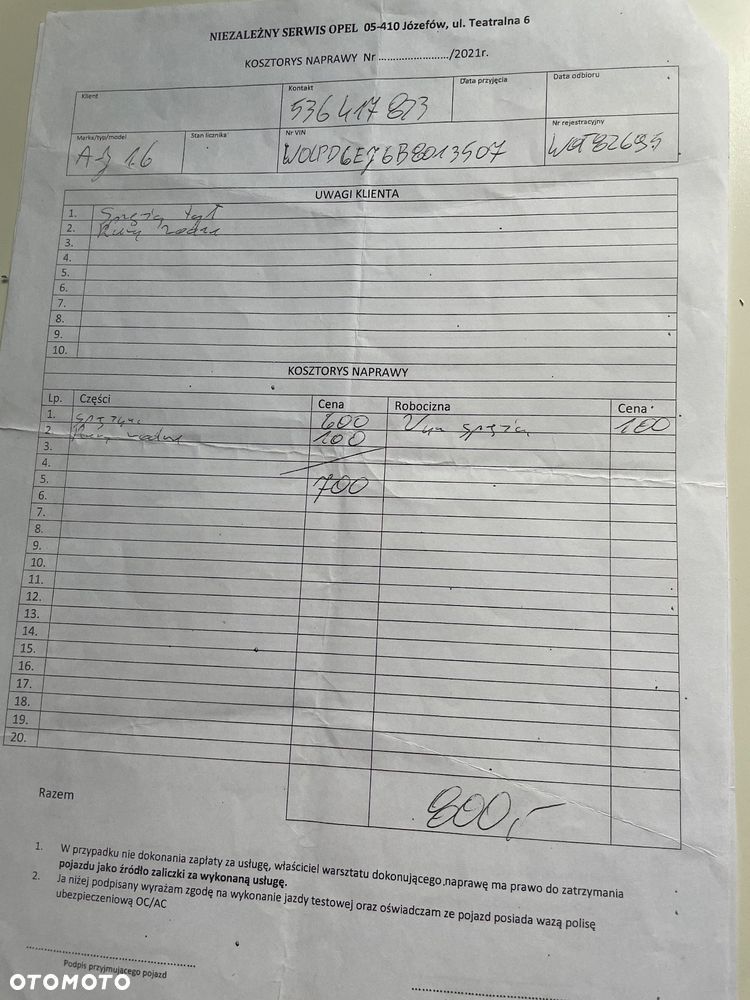 NIEZALEŻNY SERWIS OPEL 05-410 Józefów, ul. Teatralna 6
KOSZTORYS NAPRAWY Nr ......................./2021r.
Klient
Kontakt
536 417 823
Data przyjęcia
Data odbioru
Marka/typ/model
A-J 1.6
Stan licznika
Nr VIN
W0LPD6EJ6B8013507
Nr rejestracyjny
UWAGI KLIENTA
1. tył
2.
3.
4.
5.
6.
7.
8.
9.
10.
KOSZTORYS NAPRAWY
Lp. Części Cena Robocizna Cena
1. 600 100
2. 100
3.
4.
5. 700
6.
7.
8.
9.
10.
11.
12.
13.
14.
15.
16.
17.
18.
19.
20.
Razem 800,-
1. W przypadku nie dokonania zapłaty za usługę, właściciel warsztatu dokonującego naprawę ma prawo do zatrzymania
pojazdu jako źródło zaliczki za wykonaną usługę.
2. Ja niżej podpisany wyrażam zgodę na wykonanie jazdy testowej oraz oświadczam ze pojazd posiada wazą polisę
ubezpieczeniową OC/AC
Podpis przyjmującego pojazd
OTOMOTO